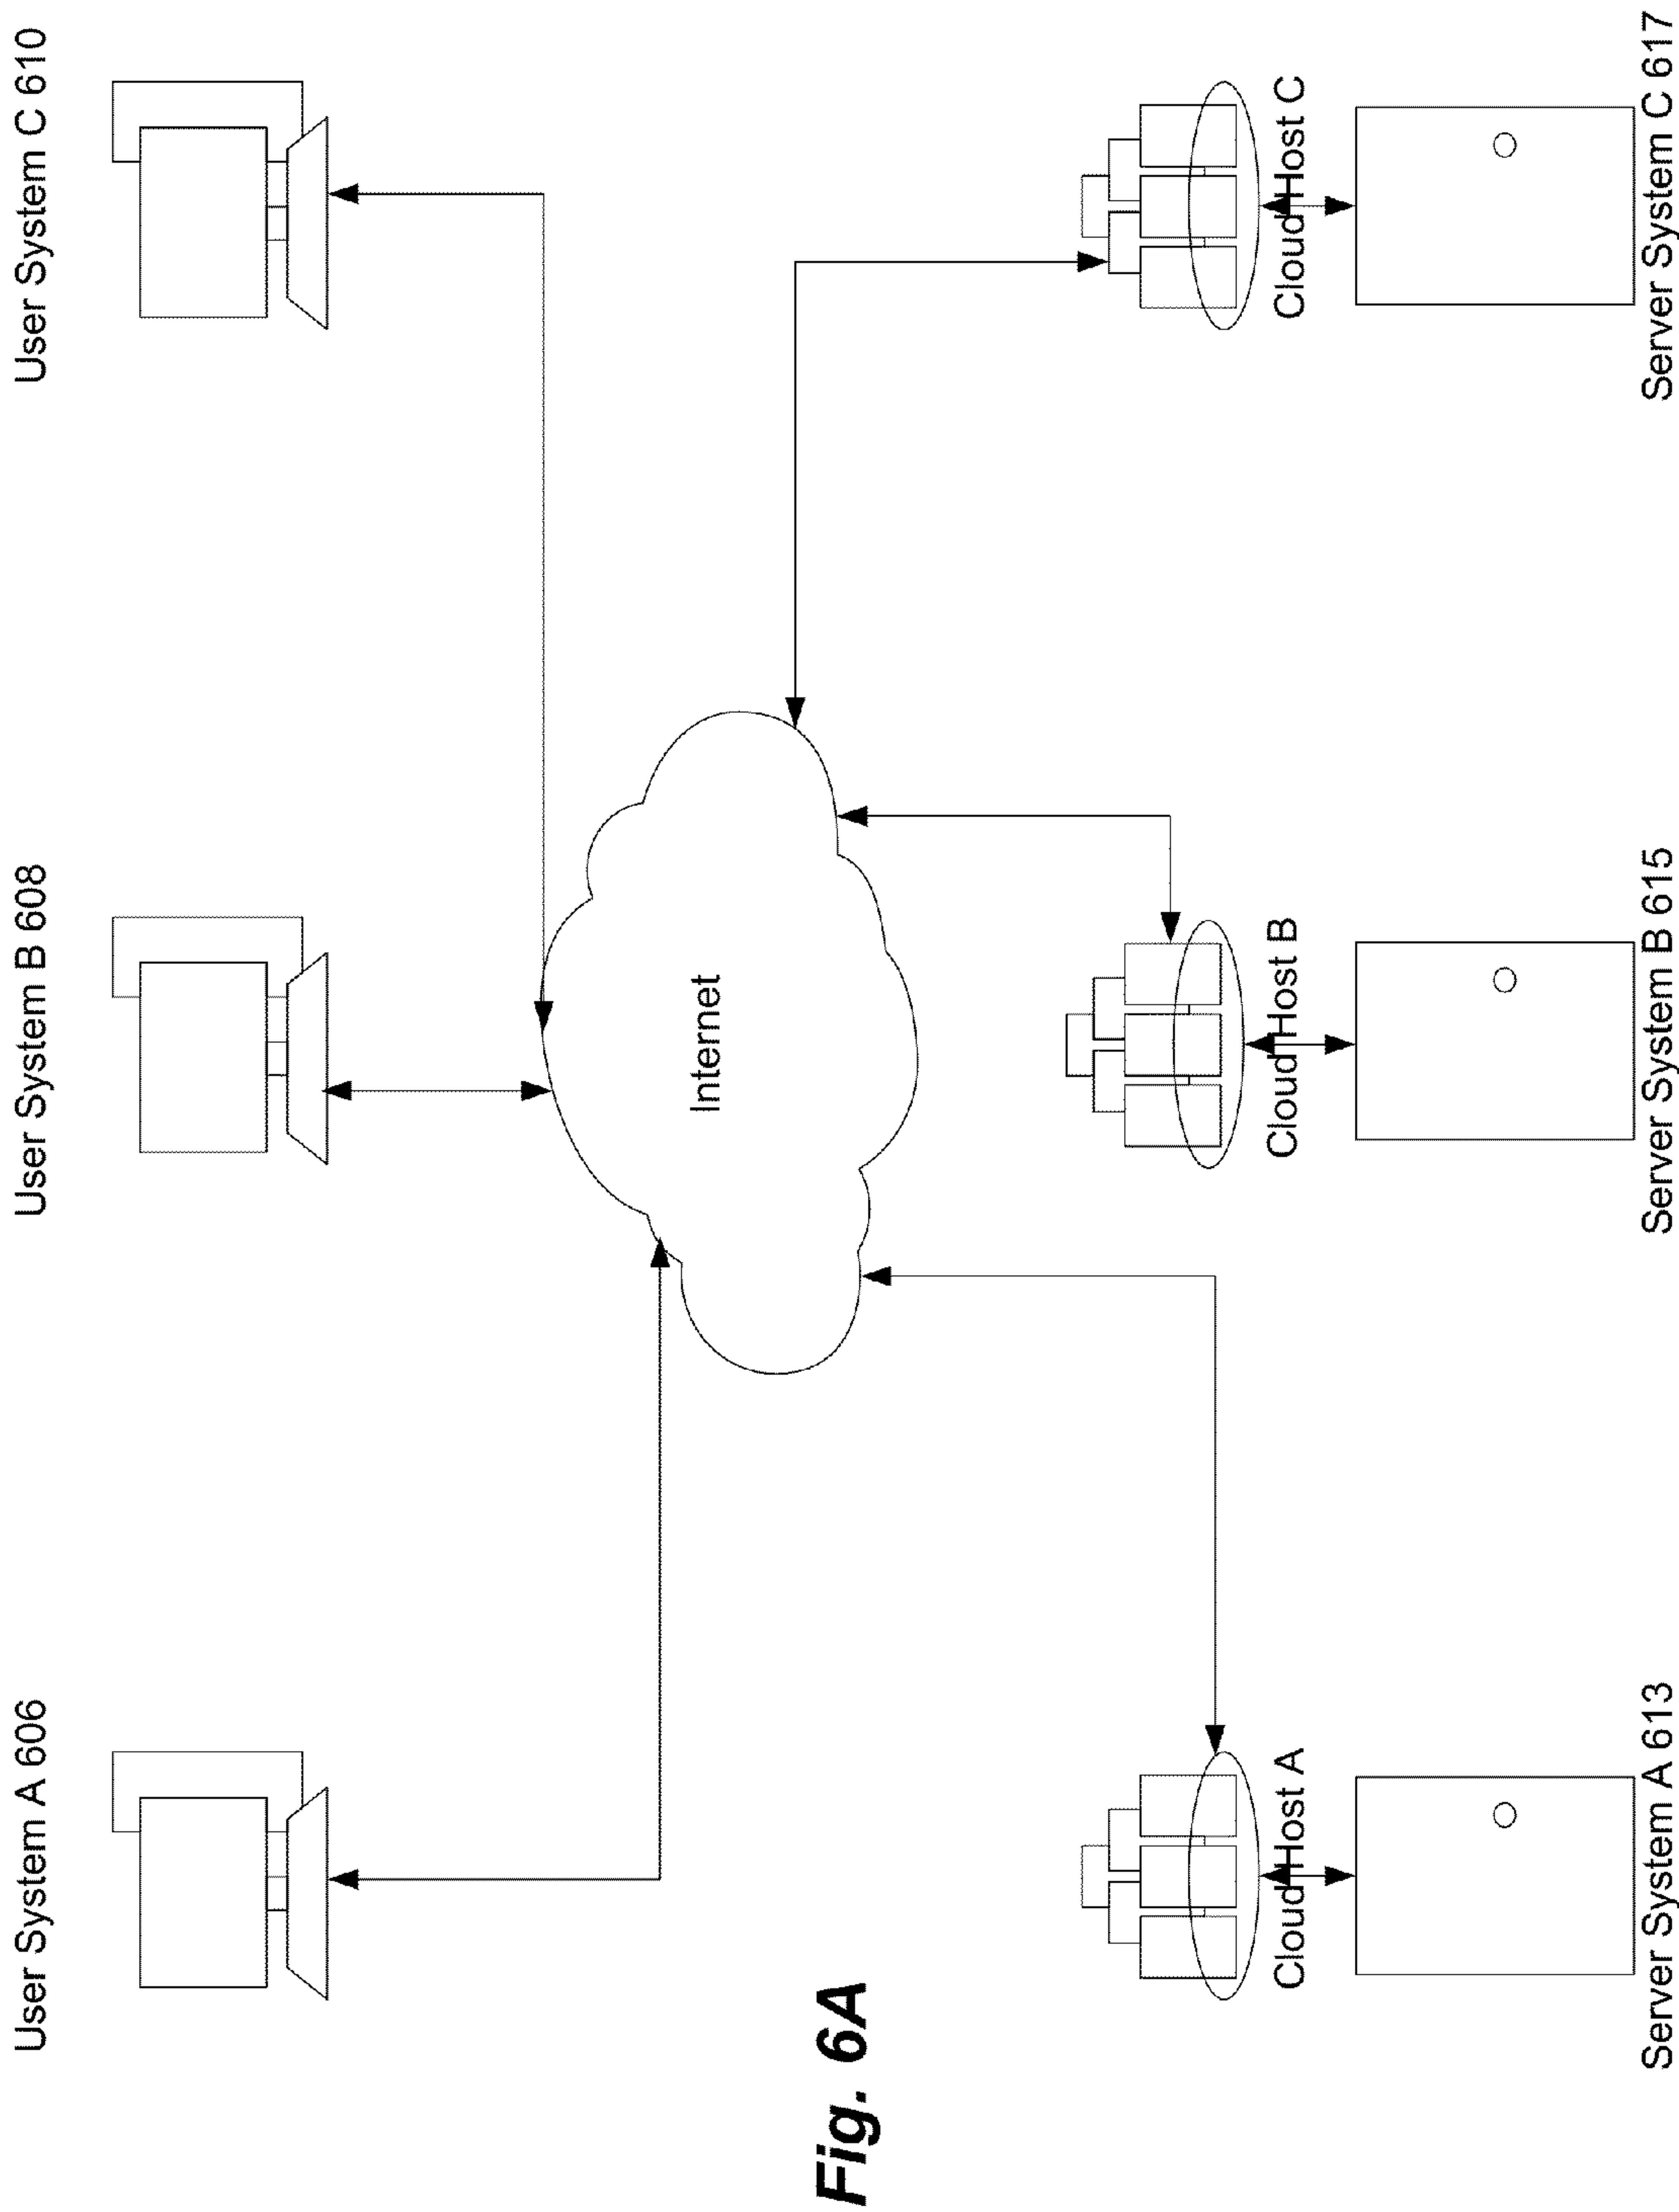 User System A 606
User System B 608
User System C 610
Internet
Cloud Host A
Cloud Host B
Cloud Host C
Server System A 613
Server System B 615
Server System C 617
Fig. 6A